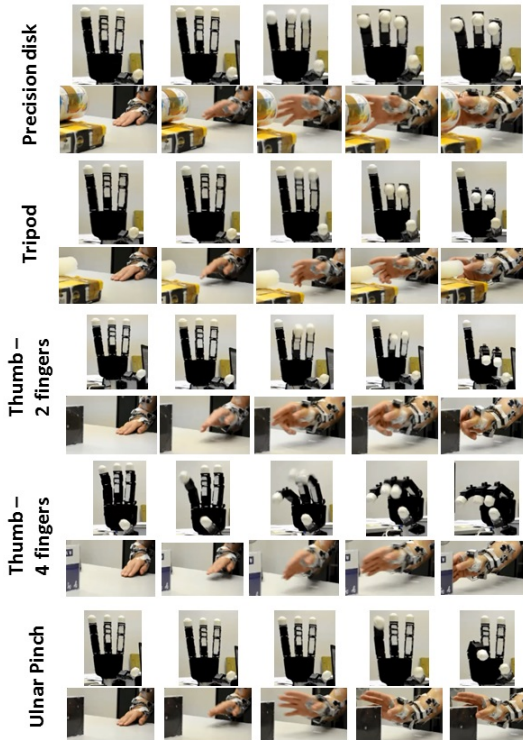 Precision disk
Tripod
Thumb –
2 fingers
Thumb –
4 fingers
Ulnar Pinch